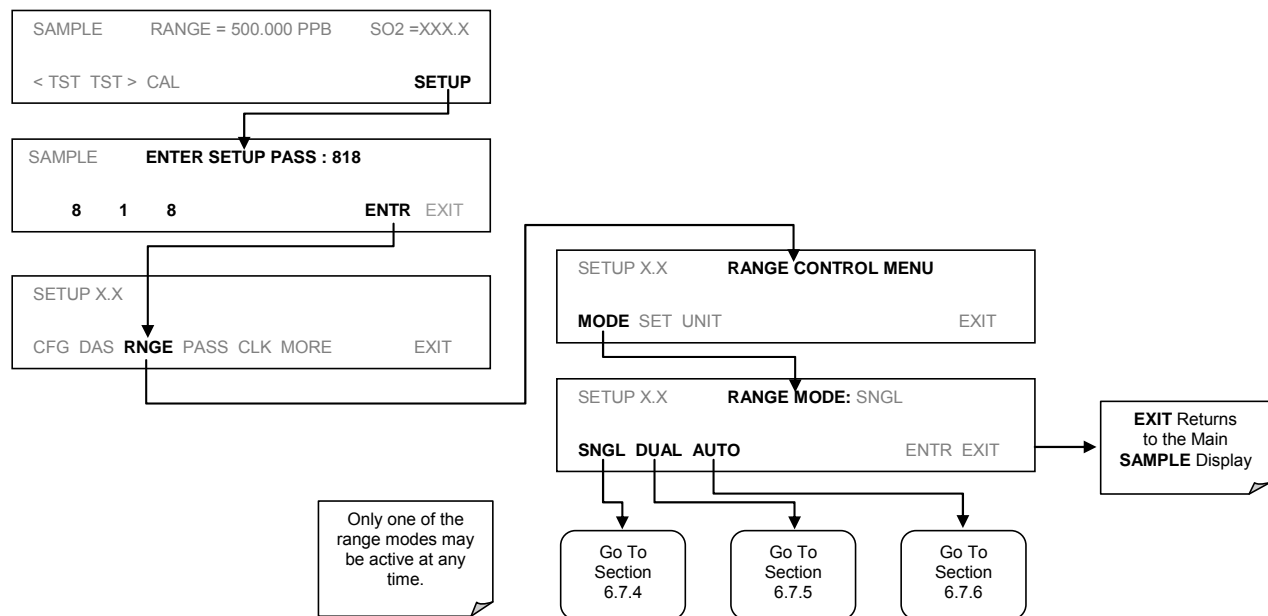 SAMPLE RANGE = 500.000 PPB SO2 =XXX.X
< TST TST > CAL SETUP
SAMPLE ENTER SETUP PASS : 818
8 1 8 ENTR EXIT
SETUP X.X
CFG DAS RNGE PASS CLK MORE EXIT
SETUP X.X RANGE CONTROL MENU
MODE SET UNIT EXIT
SETUP X.X RANGE MODE: SNGL
SNGL DUAL AUTO ENTR EXIT
EXIT Returns
to the Main
SAMPLE Display
Only one of the
range modes may
be active at any
time.
Go To
Section
6.7.4
Go To
Section
6.7.5
Go To
Section
6.7.6